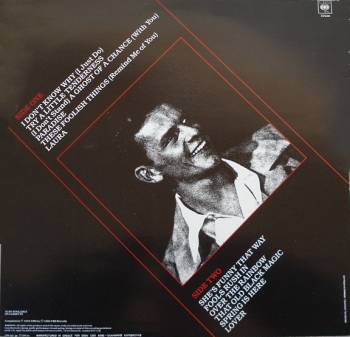 SIDE ONE
I DON'T KNOW WHY (I Just Do)
TRY A LITTLE TENDERNESS
I (Don't Stand) A GHOST OF A CHANCE (With You)
PARADISE
THESE FOOLISH THINGS (Remind Me of You)
LAURA
SIDE TWO
SHE'S FUNNY THAT WAY
FOOLS RUSH IN
OVER THE RAINBOW
THAT OLD BLACK MAGIC
SPRING IS HERE
LOVER